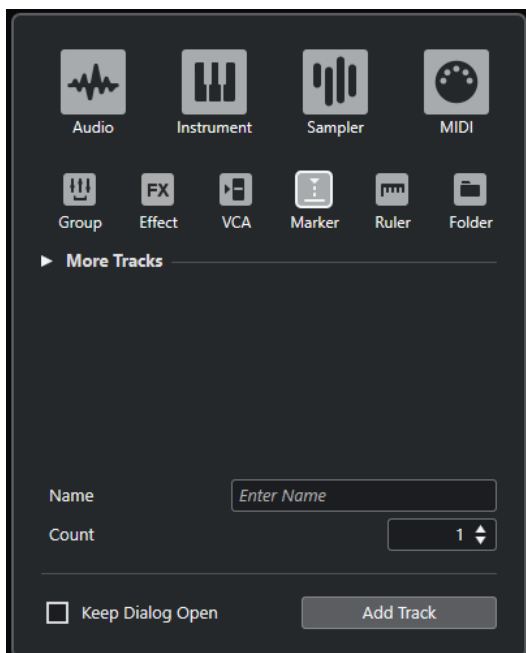 Audio Instrument Sampler MIDI
FX
Group Effect VCA Marker Ruler Folder
More Tracks
Name Enter Name
Count 1
Keep Dialog Open Add Track